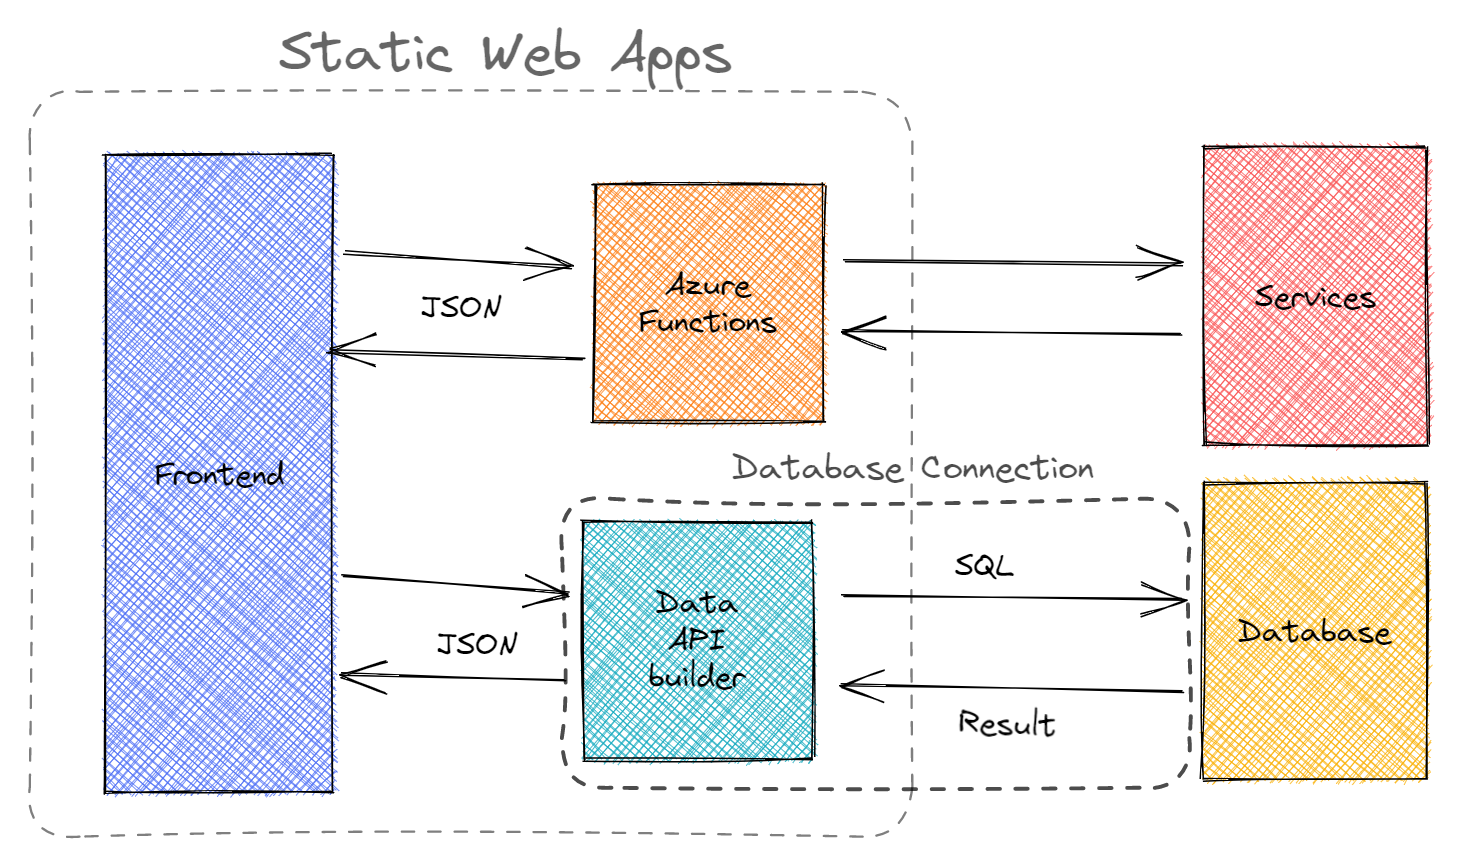 Static Web Apps
JSON
Azure
Functions
Services
Frontend
Database Connection
SQL
Data
API
builder
JSON
Database
Result